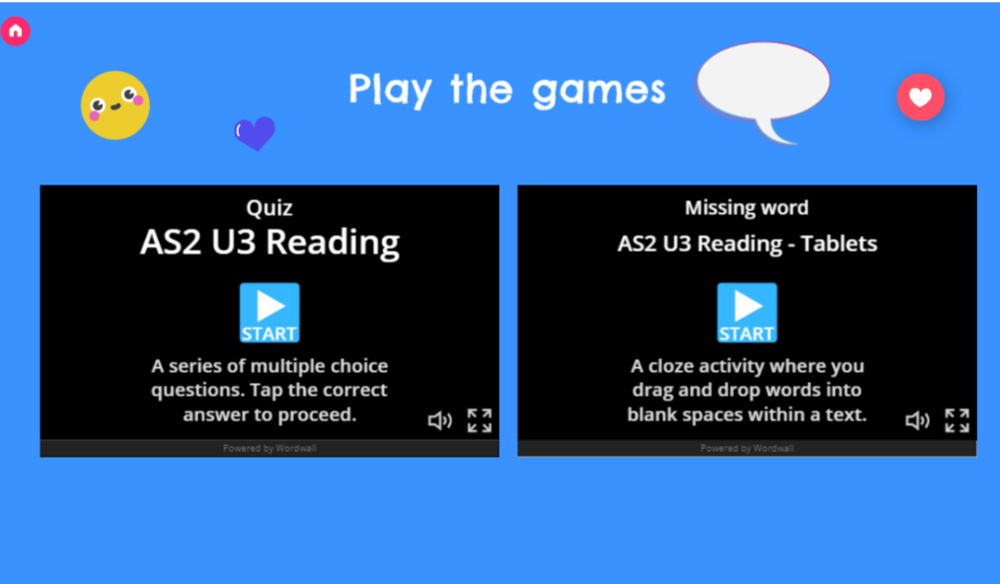 Play the games
Quiz
AS2 U3 Reading
START
A series of multiple choice
questions. Tap the correct
answer to proceed.
Powered by Wordwall
Missing word
AS2 U3 Reading - Tablets
START
A cloze activity where you
drag and drop words into
blank spaces within a text.
Powered by Wordwall